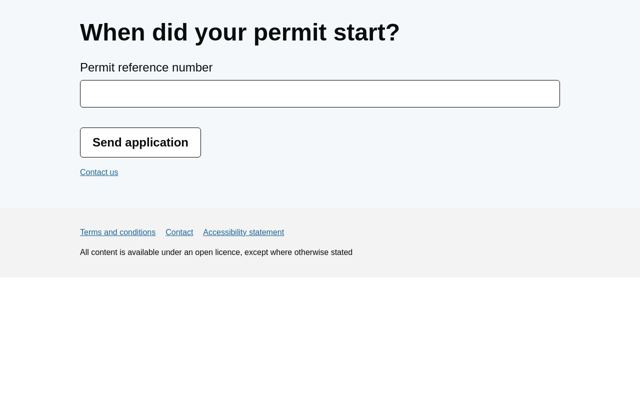 When did your permit start?
Permit reference number
Send application
Contact us
Terms and conditions Contact Accessibility statement
All content is available under an open licence, except where otherwise stated